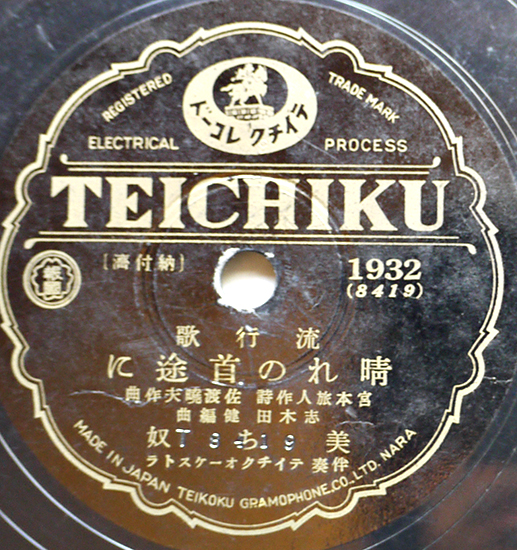 テイチクレコード
REGISTERED TRADE MARK
ELECTRICAL PROCESS
TEICHIKU
[納付濟]
1932
(8419)
流行歌
晴れの首途に
宮本旅人作詩 佐渡暁夫作曲
志木田健編曲
美ち奴
T 9-19
伴奏 テイチクオーケストラ
MADE IN JAPAN TEIKOKU GRAMOPHONE.CO.,LTD. NARA